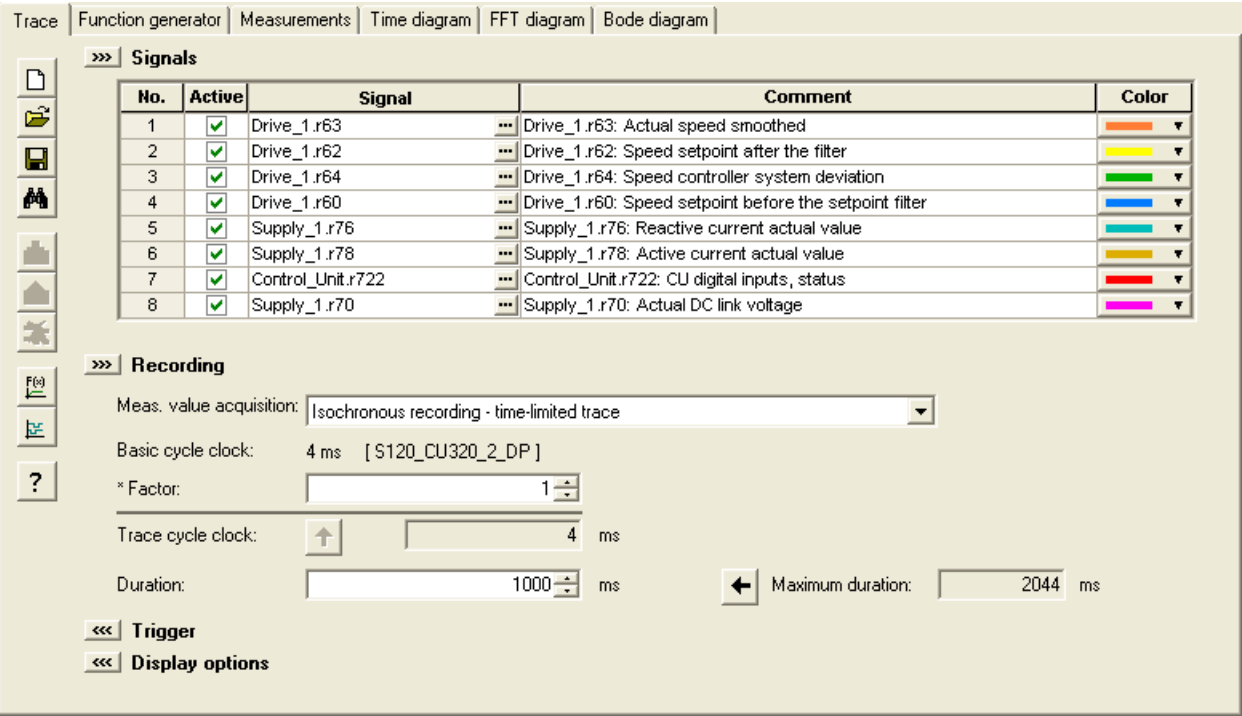 Trace Function generator Measurements Time diagram FFT diagram Bode diagram
>>> Signals
No. Active Signal Comment Color
1 Drive_1.r63 ... Drive_1.r63: Actual speed smoothed
2 Drive_1.r62 ... Drive_1.r62: Speed setpoint after the filter
3 Drive_1.r64 ... Drive_1.r64: Speed controller system deviation
4 Drive_1.r60 ... Drive_1.r60: Speed setpoint before the setpoint filter
5 Supply_1.r76 ... Supply_1.r76: Reactive current actual value
6 Supply_1.r78 ... Supply_1.r78: Active current actual value
7 Control_Unit.r722 ... Control_Unit.r722: CU digital inputs, status
8 Supply_1.r70 ... Supply_1.r70: Actual DC link voltage
>>> Recording
F(x)
Meas. value acquisition: Isochronous recording - time-limited trace
Basic cycle clock: 4 ms [ S120_CU320_2_DP ]
?
* Factor: 1
Trace cycle clock: 4 ms
Duration: 1000 ms Maximum duration: 2044 ms
<<< Trigger
<<< Display options